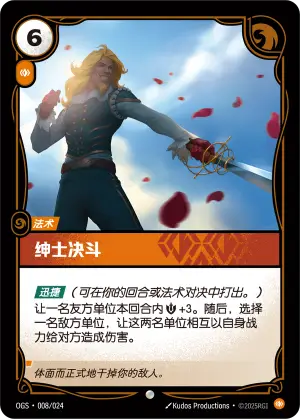 6
法术
绅士决斗
迅捷 (可在你的回合或法术对决中打出。)
让一名友方单位本回合内 +3。随后，选择
一名敌方单位，让这两名单位相互以自身战
力给对方造成伤害。
体面而正式地干掉你的敌人。
OGS • 008/024 Kudos Productions • ©2025RGI